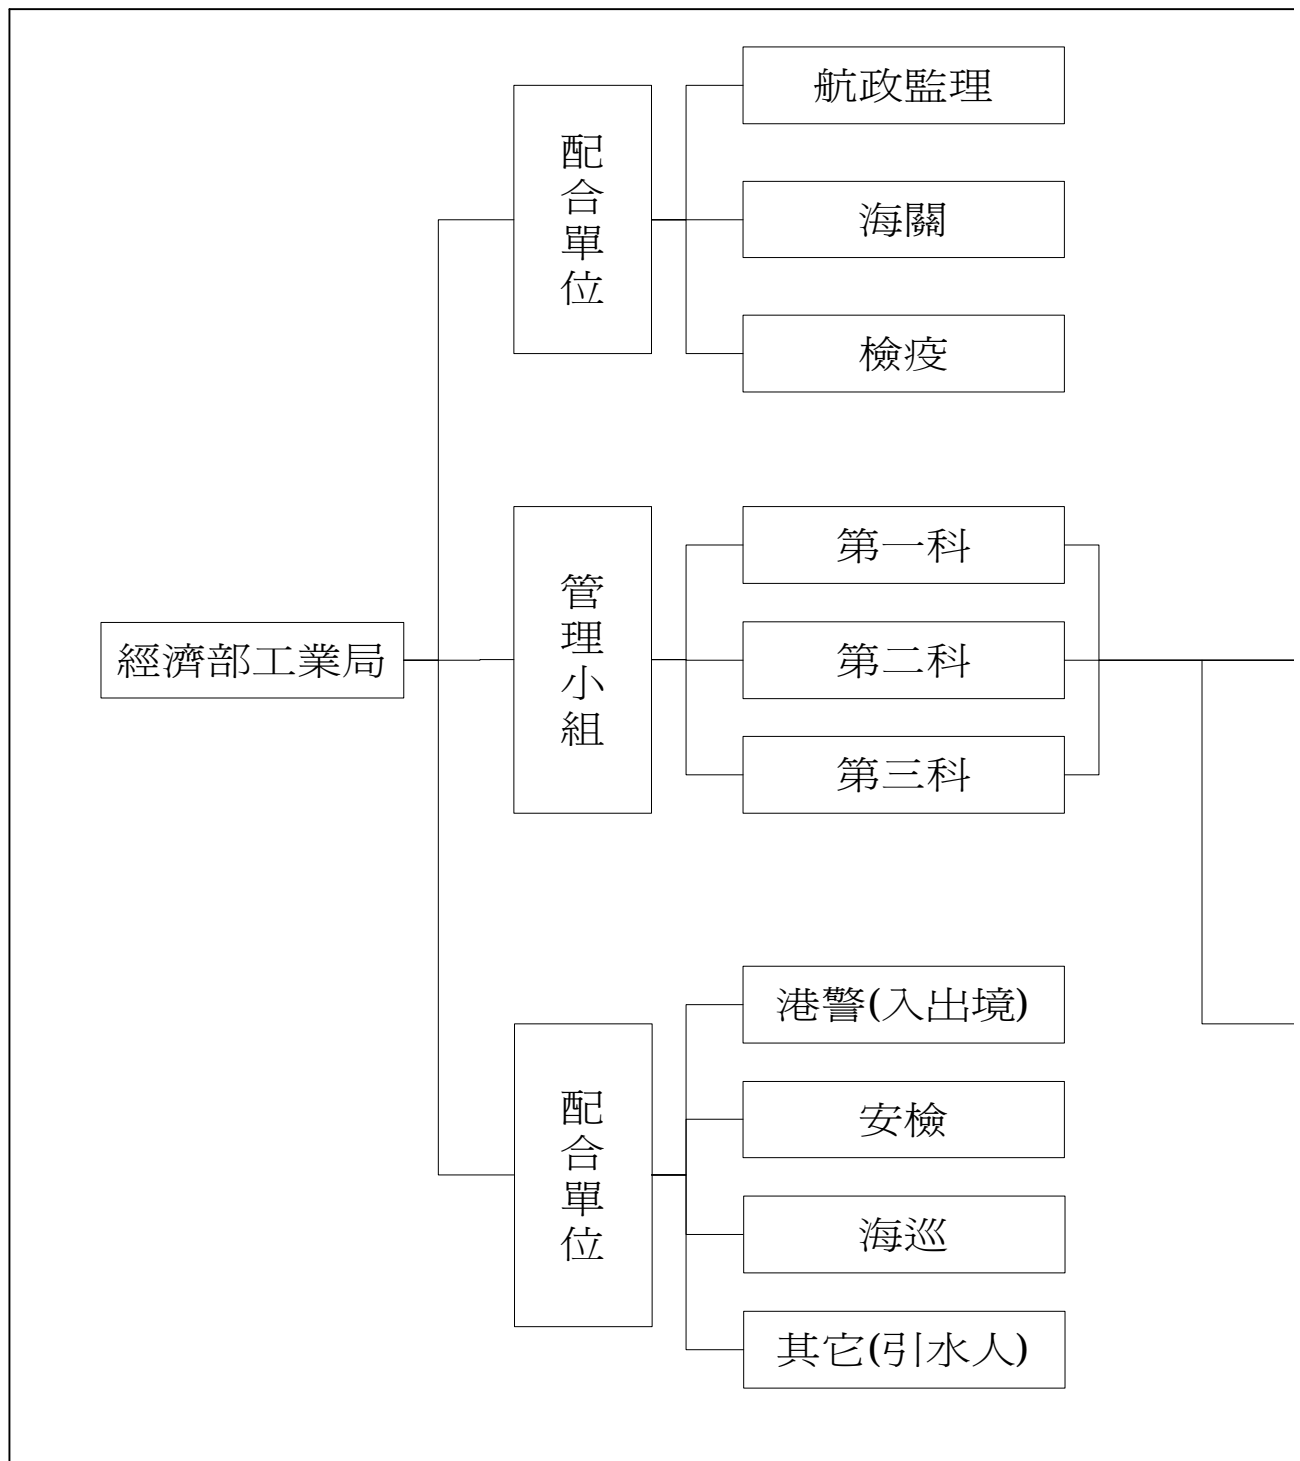 經濟部工業局
配合單位
航政監理
海關
檢疫
管理小組
第一科
第二科
第三科
配合單位
港警(入出境)
安檢
海巡
其它(引水人)